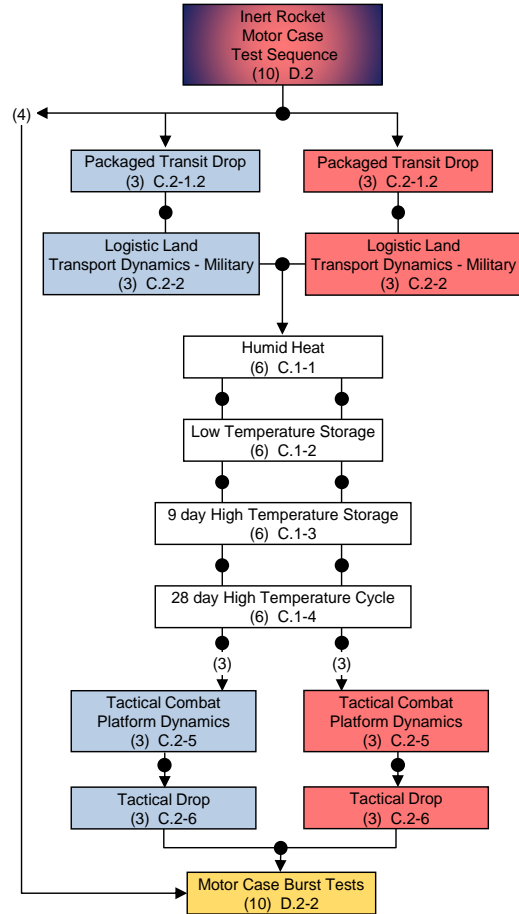 Inert Rocket
Motor Case
Test Sequence
(10) D.2
(4)
Packaged Transit Drop
(3) C.2-1.2
Packaged Transit Drop
(3) C.2-1.2
Logistic Land
Transport Dynamics - Military
(3) C.2-2
Logistic Land
Transport Dynamics - Military
(3) C.2-2
Humid Heat
(6) C.1-1
Low Temperature Storage
(6) C.1-2
9 day High Temperature Storage
(6) C.1-3
28 day High Temperature Cycle
(6) C.1-4
(3)
(3)
Tactical Combat
Platform Dynamics
(3) C.2-5
Tactical Combat
Platform Dynamics
(3) C.2-5
Tactical Drop
(3) C.2-6
Tactical Drop
(3) C.2-6
Motor Case Burst Tests
(10) D.2-2